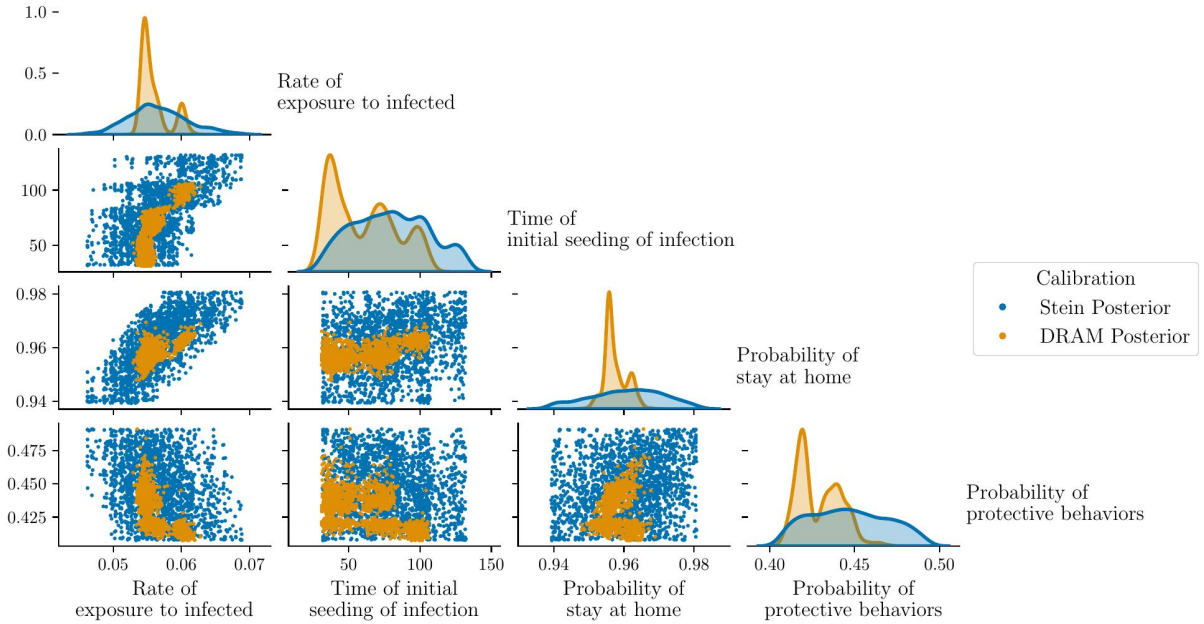 1.0
0.5
0.0
Rate of
exposure to infected
100
50
Time of
initial seeding of infection
0.98
0.96
0.94
Probability of
stay at home
Calibration
Stein Posterior
DRAM Posterior
0.475
0.450
0.425
Probability of
protective behaviors
0.05 0.06 0.07
50 100 150
0.94 0.96 0.98
0.40 0.45 0.50
Rate of
exposure to infected
Time of initial
seeding of infection
Probability of
stay at home
Probability of
protective behaviors